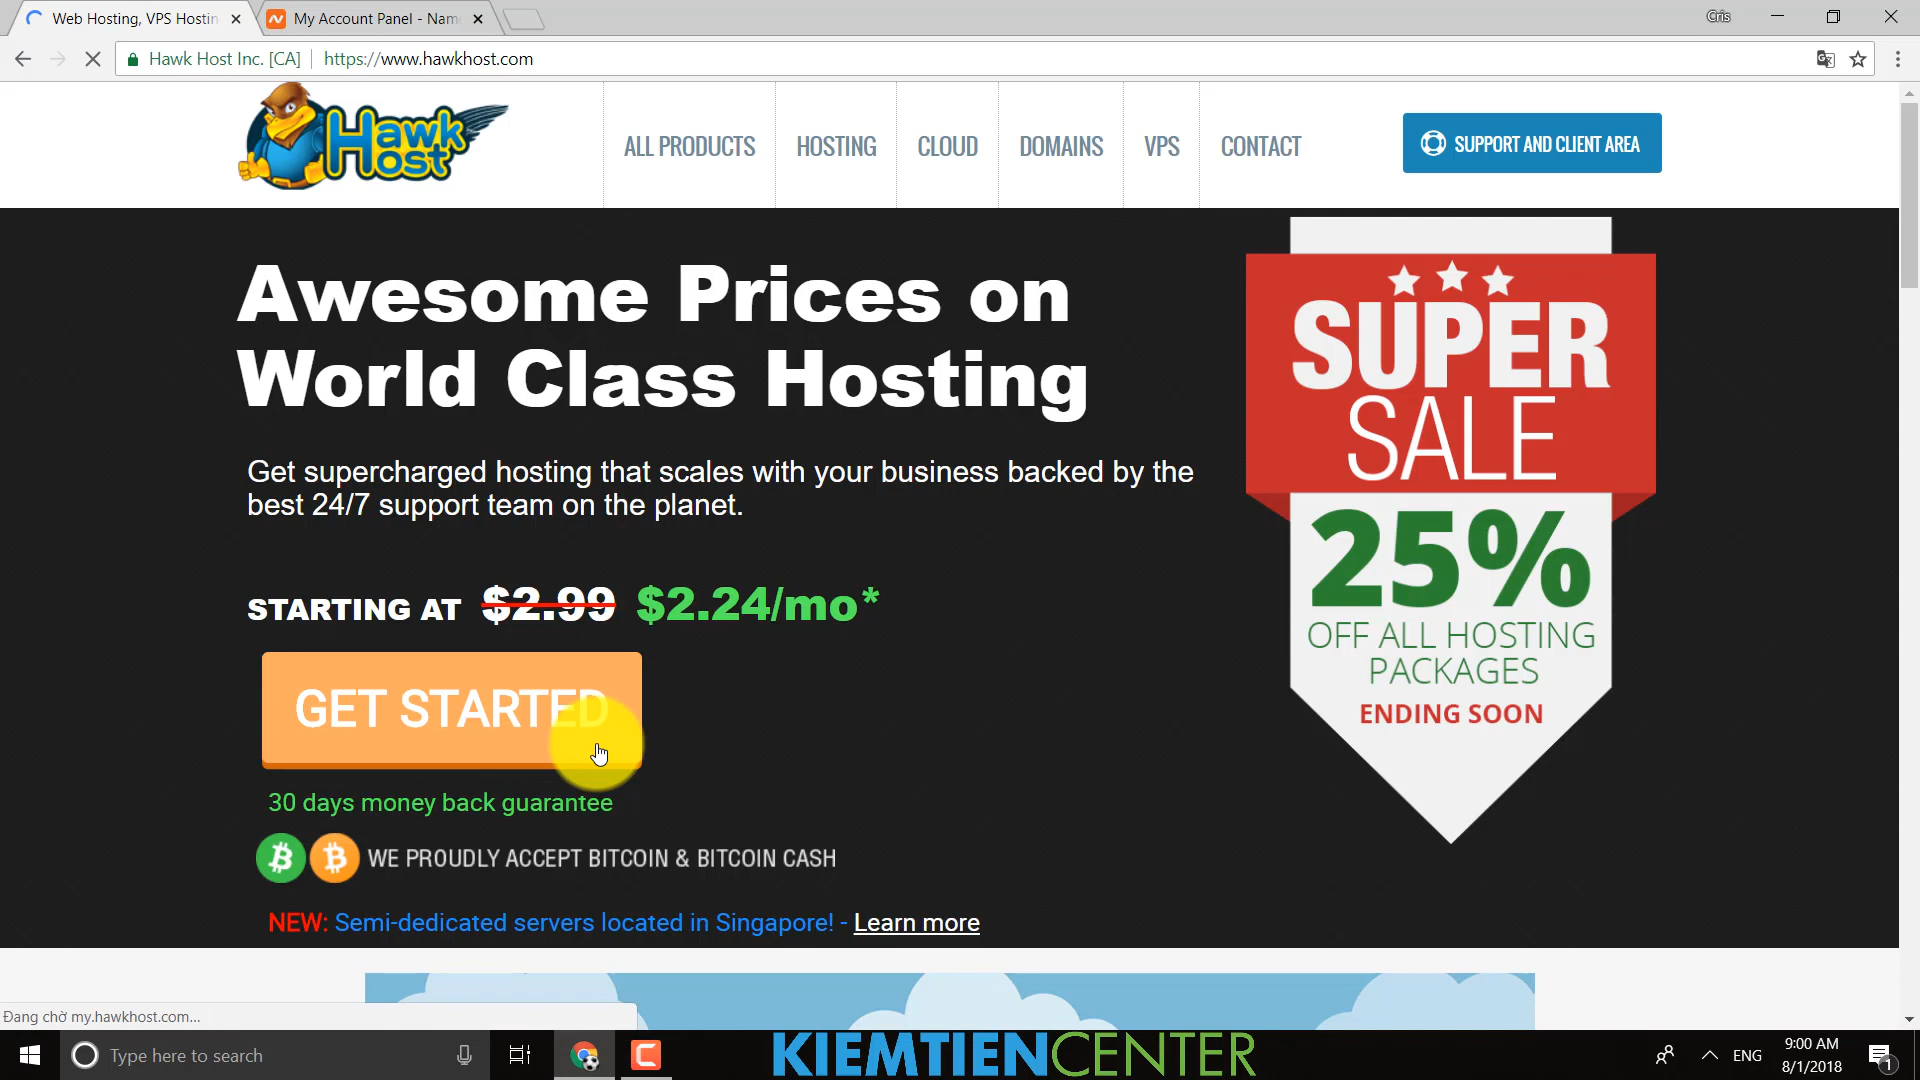 Web Hosting, VPS Hostin
My Account Panel - Nam
Cris
Hawk Host Inc. [CA]
https://www.hawkhost.com
Hawk
Host
ALL PRODUCTS
HOSTING
CLOUD
DOMAINS
VPS
CONTACT
SUPPORT AND CLIENT AREA
Awesome Prices on
World Class Hosting
Get supercharged hosting that scales with your business backed by the
best 24/7 support team on the planet.
STARTING AT $2.99 $2.24/mo*
GET STARTED
30 days money back guarantee
WE PROUDLY ACCEPT BITCOIN & BITCOIN CASH
NEW: Semi-dedicated servers located in Singapore! - Learn more
SUPER
SALE
25%
OFF ALL HOSTING
PACKAGES
ENDING SOON
Đang chờ my.hawkhost.com...
Type here to search
KIEMTIENCENTER
ENG
9:00 AM
8/1/2018
1